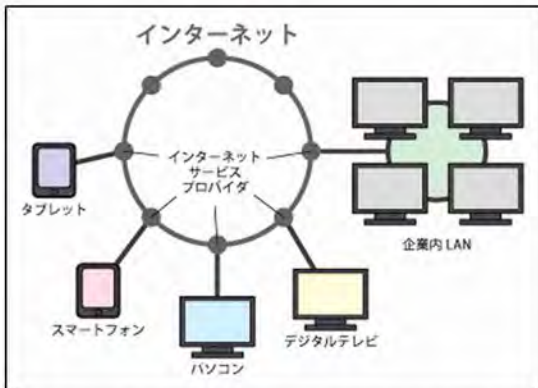 インターネット
インターネット
サービス
プロバイダ
タブレット
企業内 LAN
スマートフォン
デジタルテレビ
パソコン